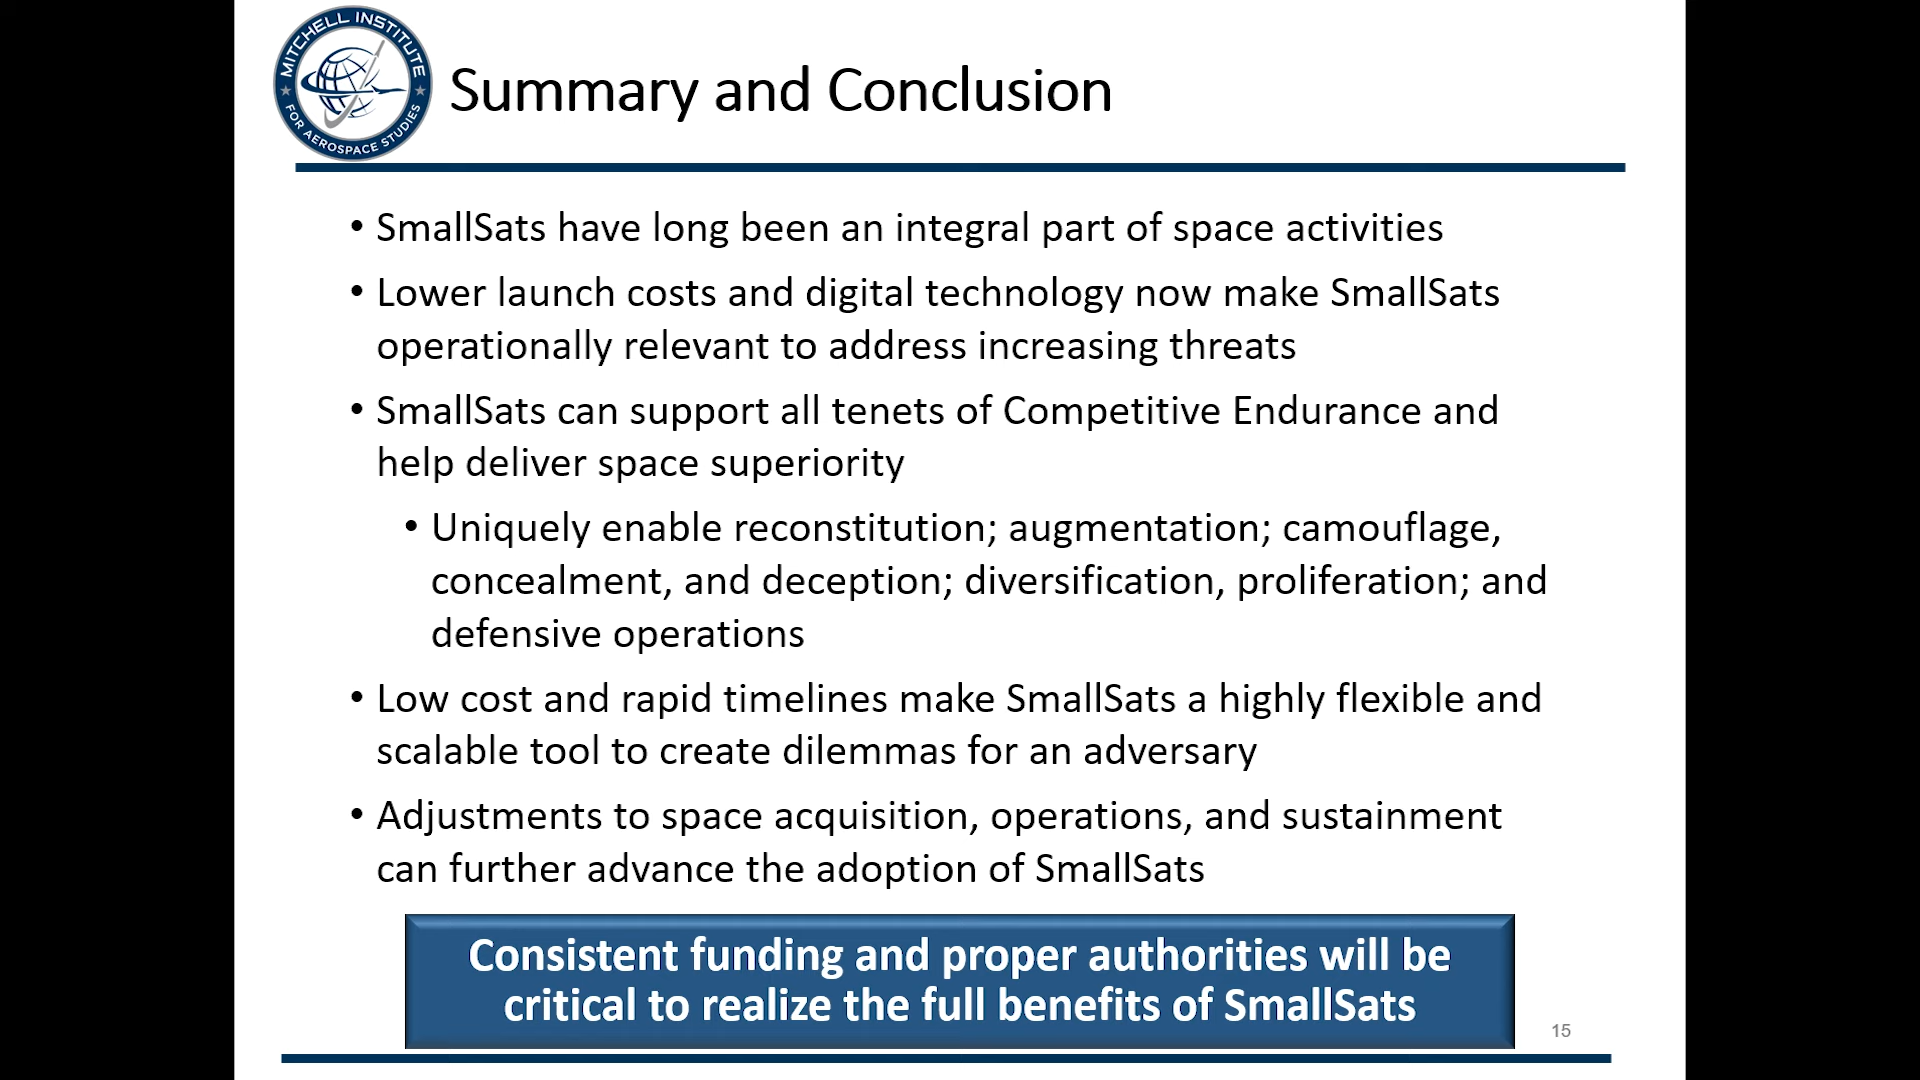 MITCHELL INSTITUTE
FOR AEROSPACE STUDIES
Summary and Conclusion
• SmallSats have long been an integral part of space activities
• Lower launch costs and digital technology now make SmallSats
operationally relevant to address increasing threats
• SmallSats can support all tenets of Competitive Endurance and
help deliver space superiority
• Uniquely enable reconstitution; augmentation; camouflage,
concealment, and deception; diversification, proliferation; and
defensive operations
• Low cost and rapid timelines make SmallSats a highly flexible and
scalable tool to create dilemmas for an adversary
• Adjustments to space acquisition, operations, and sustainment
can further advance the adoption of SmallSats
Consistent funding and proper authorities will be
critical to realize the full benefits of SmallSats
15